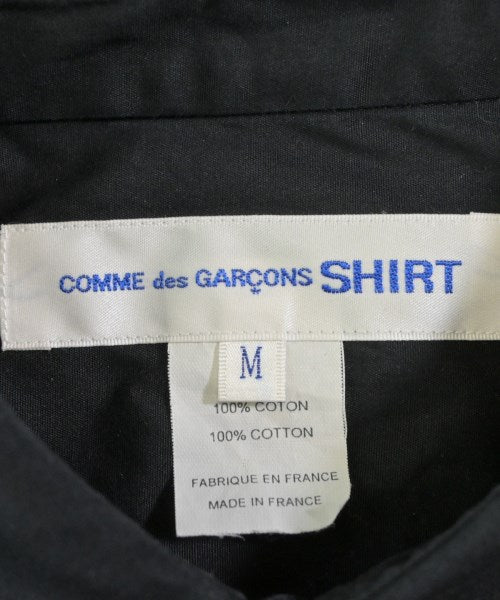 COMME des GARÇONS SHIRT
M
100% COTON
100% COTTON
FABRIQUE EN FRANCE
MADE IN FRANCE